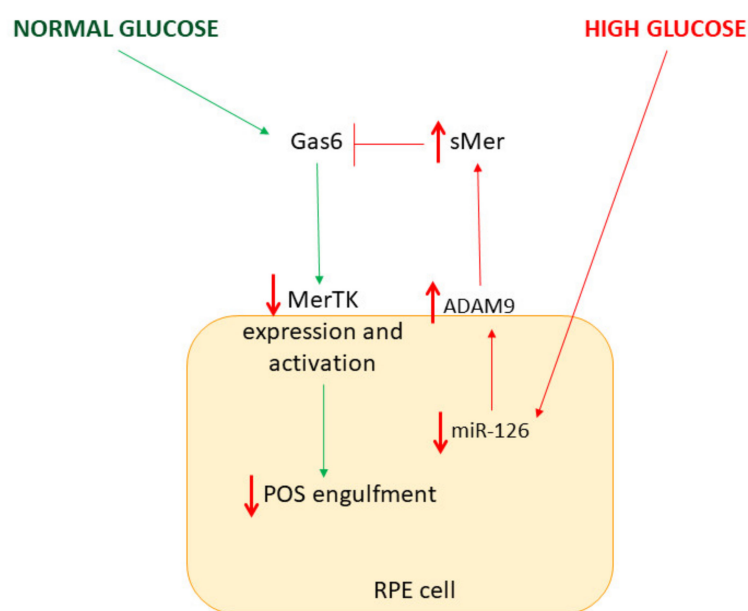 NORMAL GLUCOSE
HIGH GLUCOSE
Gas6
sMer
MerTK
expression and
activation
ADAM9
miR-126
POS engulfment
RPE cell